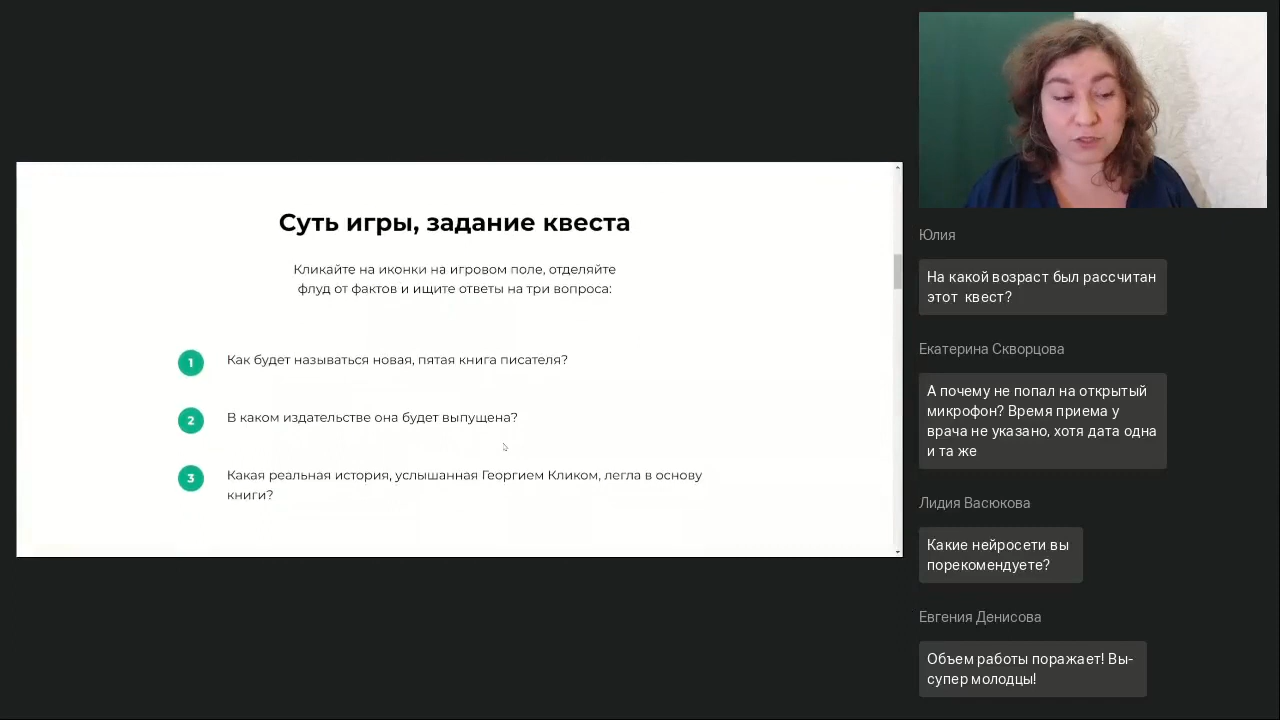 Суть игры, задание квеста
Кликайте на иконки на игровом поле, отделяйте
флуд от фактов и ищите ответы на три вопроса:
1 Как будет называться новая, пятая книга писателя?
2 В каком издательстве она будет выпущена?
3 Какая реальная история, услышанная Георгием Кликом, легла в основу
книги?
Юлия
На какой возраст был рассчитан
этот квест?
Екатерина Скворцова
А почему не попал на открытый
микрофон? Время приема у
врача не указано, хотя дата одна
и та же
Лидия Васюкова
Какие нейросети вы
порекомендуете?
Евгения Денисова
Объем работы поражает! Вы-
супер молодцы!